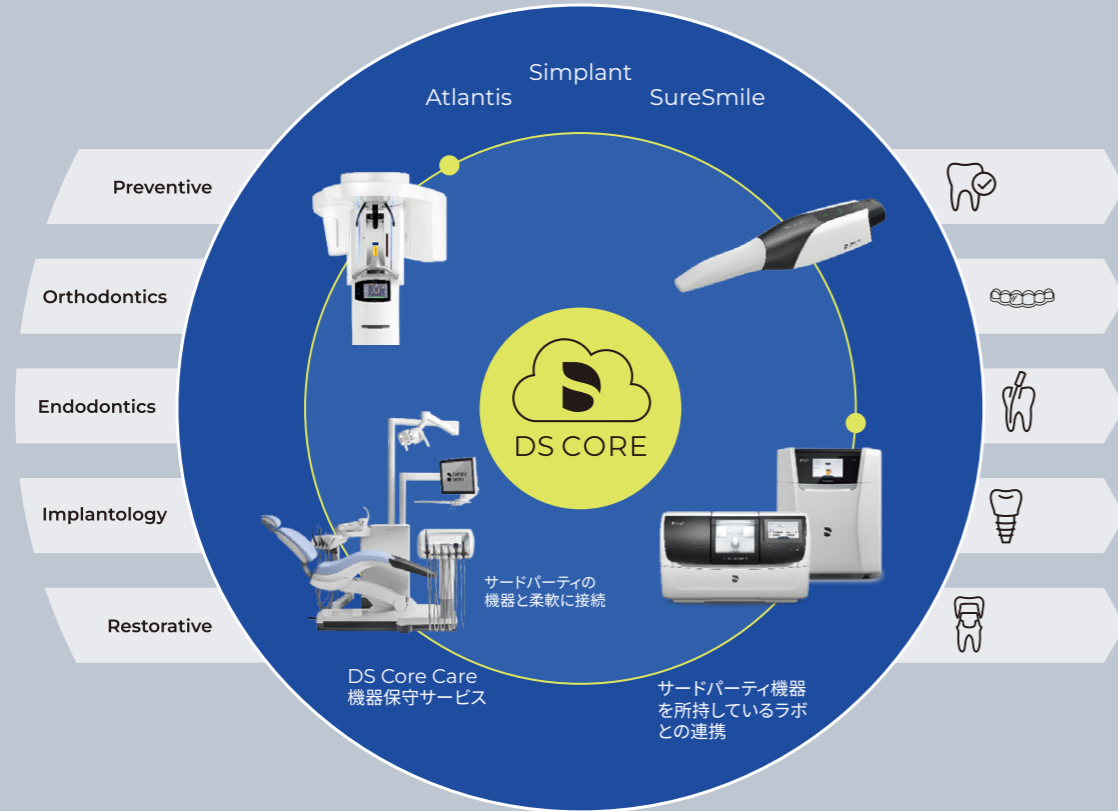 Simplant
Atlantis
SureSmile
Preventive
Orthodontics
Endodontics
Implantology
Restorative
DS CORE
サードパーティの
機器と柔軟に接続
DS Core Care
機器保守サービス
サードパーティ機器
を所持しているラボ
との連携